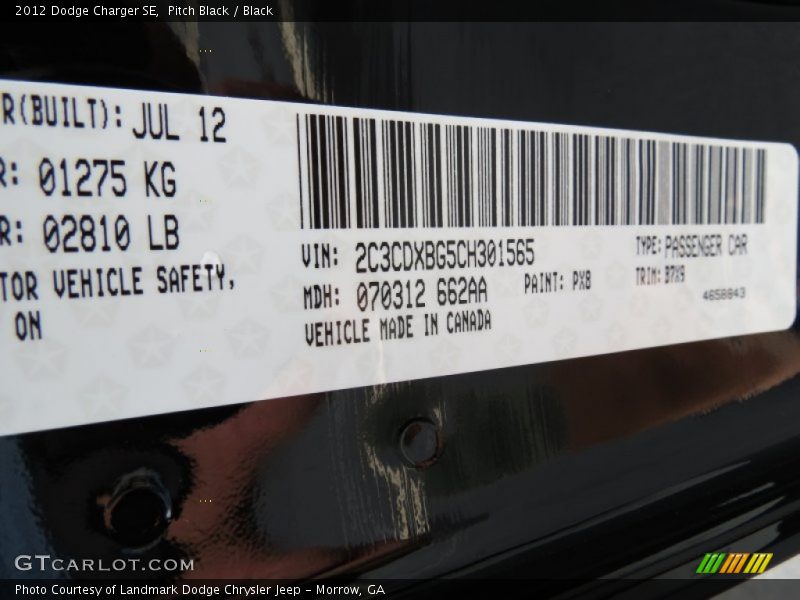 2012 Dodge Charger SE, Pitch Black / Black
R(BUILT): JUL 12
R: 01275 KG
R: 02810 LB
TOR VEHICLE SAFETY,
ON
VIN: 2C3CDXBG5CH301565
TYPE: PASSENGER CAR
MDH: 070312 662AA
PAINT: PX8
TRIM: B7X9
VEHICLE MADE IN CANADA
4658843
GTCARLOT.COM
Photo Courtesy of Landmark Dodge Chrysler Jeep - Morrow, GA